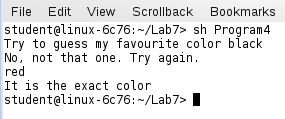 File Edit View Scrollback Bookmarks
student@linux-6c76:~/Lab7> sh Program4
Try to guess my favourite color black
No, not that one. Try again.
red
It is the exact color
student@linux-6c76:~/Lab7>